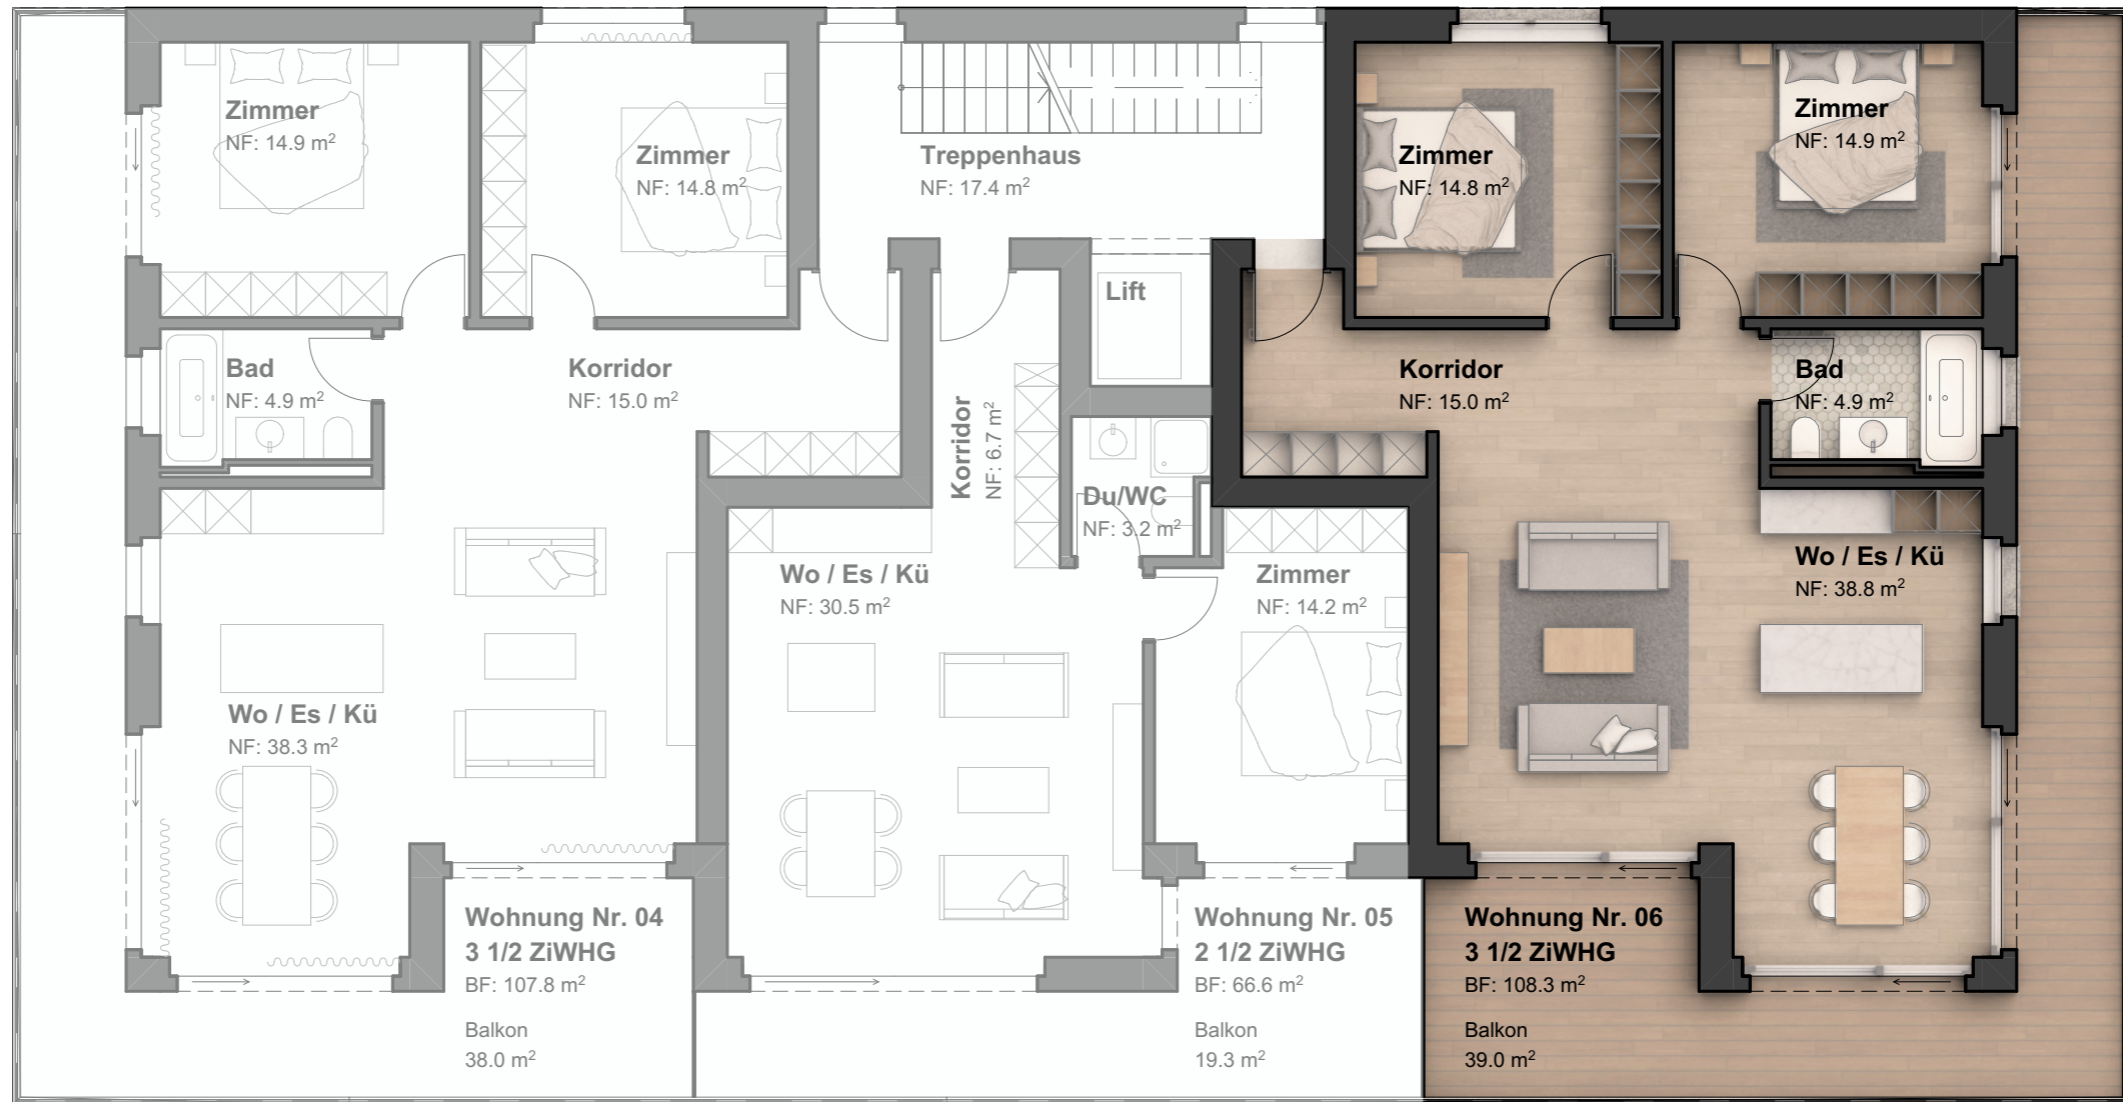 Zimmer
NF: 14.9 m²
Zimmer
NF: 14.8 m²
Treppenhaus
NF: 17.4 m²
Zimmer
NF: 14.8 m²
Zimmer
NF: 14.9 m²
Lift
Bad
NF: 4.9 m²
Korridor
NF: 15.0 m²
Korridor
NF: 6.7 m²
Korridor
NF: 15.0 m²
Bad
NF: 4.9 m²
Du/WC
NF: 3.2 m²
Wo / Es / Kü
NF: 38.3 m²
Wo / Es / Kü
NF: 30.5 m²
Zimmer
NF: 14.2 m²
Wo / Es / Kü
NF: 38.8 m²
Wohnung Nr. 04
3 1/2 ZiWHG
BF: 107.8 m²
Balkon
38.0 m²
Wohnung Nr. 05
2 1/2 ZiWHG
BF: 66.6 m²
Balkon
19.3 m²
Wohnung Nr. 06
3 1/2 ZiWHG
BF: 108.3 m²
Balkon
39.0 m²